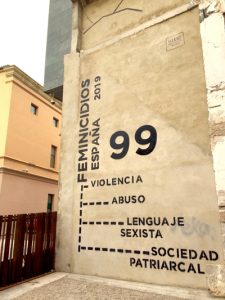 FEMINICIDIOS
ESPAÑA 2019
99
VIOLENCIA
ABUSO
LENGUAJE
SEXISTA
SOCIEDAD
PATRIARCAL